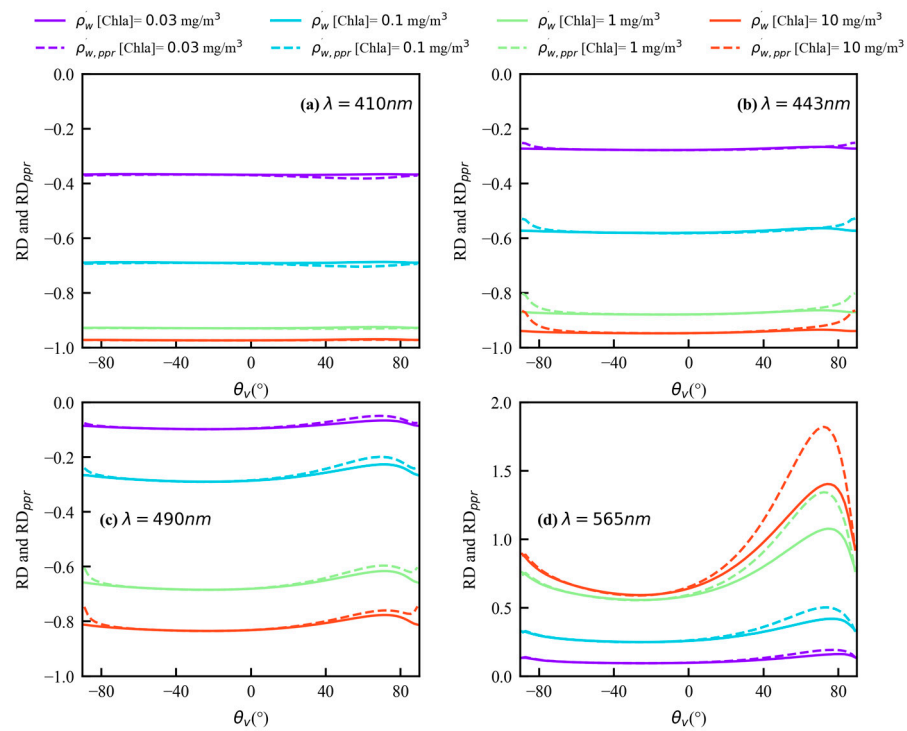 ρ′w [Chla]= 0.03 mg/m³ ρ′w [Chla]= 0.1 mg/m³ ρ′w [Chla]= 1 mg/m³ ρ′w [Chla]= 10 mg/m³
ρ′w,ppr [Chla]= 0.03 mg/m³ ρ′w,ppr [Chla]= 0.1 mg/m³ ρ′w,ppr [Chla]= 1 mg/m³ ρ′w,ppr [Chla]= 10 mg/m³
RD and RDppr
0.0
−0.2
−0.4
−0.6
−0.8
−1.0
(a) λ = 410nm
−80 −40 0 40 80
θv(°)
RD and RDppr
0.0
−0.2
−0.4
−0.6
−0.8
−1.0
(b) λ = 443nm
−80 −40 0 40 80
θv(°)
RD and RDppr
0.0
−0.2
−0.4
−0.6
−0.8
−1.0
(c) λ = 490nm
−80 −40 0 40 80
θv(°)
RD and RDppr
2.0
1.5
1.0
0.5
0.0
(d) λ = 565nm
−80 −40 0 40 80
θv(°)